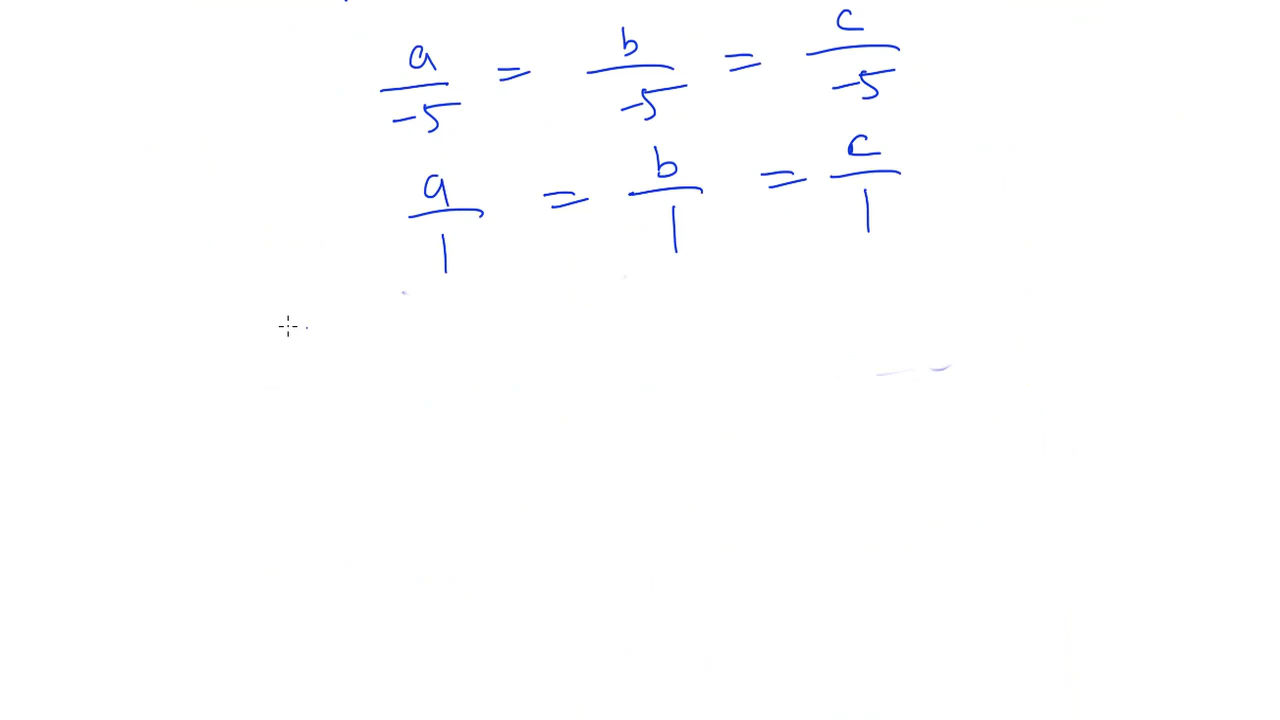 a/-5 = b/-5 = c/-5
a/1 = b/1 = c/1